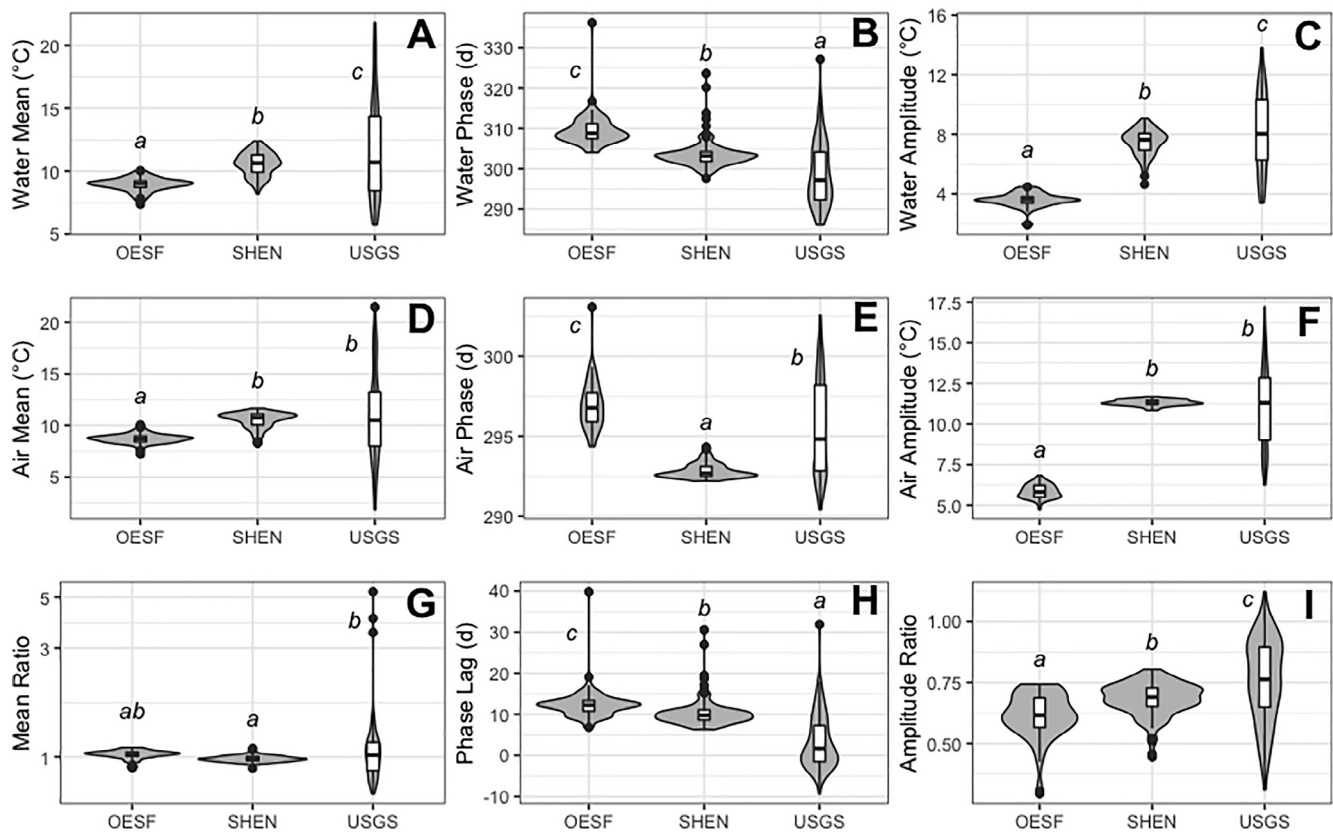 A
Water Mean (°C)
20
15
10
5
a
b
c
OESF SHEN USGS
B
Water Phase (d)
330
320
310
300
290
c
b
a
OESF SHEN USGS
C
Water Amplitude (°C)
16
12
8
4
a
b
c
OESF SHEN USGS
D
Air Mean (°C)
20
15
10
5
a
b
b
OESF SHEN USGS
E
Air Phase (d)
300
295
290
c
a
b
OESF SHEN USGS
F
Air Amplitude (°C)
17.5
15.0
12.5
10.0
7.5
5.0
a
b
b
OESF SHEN USGS
G
Mean Ratio
5
3
1
ab
a
b
OESF SHEN USGS
H
Phase Lag (d)
40
30
20
10
0
-10
c
b
a
OESF SHEN USGS
I
Amplitude Ratio
1.00
0.75
0.50
a
b
c
OESF SHEN USGS